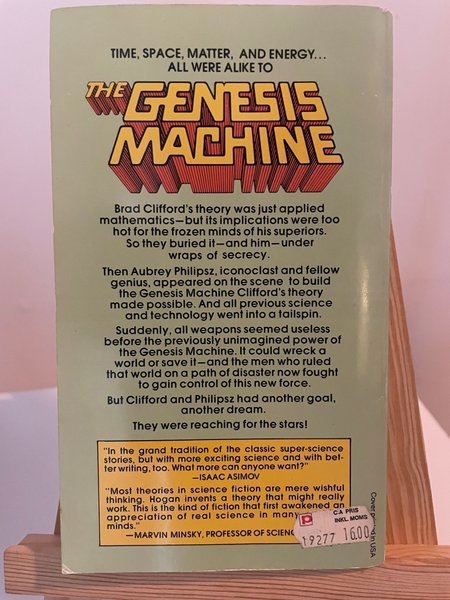 TIME, SPACE, MATTER, AND ENERGY...
ALL WERE ALIKE TO
THE GENESIS
MACHINE
Brad Clifford's theory was just applied
mathematics—but its implications were too
hot for the frozen minds of his superiors.
So they buried it—and him—under
wraps of secrecy.
Then Aubrey Philipsz, iconoclast and fellow
genius, appeared on the scene to build
the Genesis Machine Clifford's theory
made possible. And all previous science
and technology went into a tailspin.
Suddenly, all weapons seemed useless
before the previously unimagined power of
the Genesis Machine. It could wreck a
world or save it—and the men who ruled
that world on a path of disaster now fought
to gain control of this new force.
But Clifford and Philipsz had another goal,
another dream.
They were reaching for the stars!
"In the grand tradition of the classic super-science
stories, but with more exciting science and with bet-
ter writing, too. What more can anyone want?"
—ISAAC ASIMOV
"Most theories in science fiction are mere wishful
thinking. Hogan invents a theory that might really
work. This is the kind of fiction that first awakened an
appreciation of real science in many
minds."
—MARVIN MINSKY, PROFESSOR OF SCIENC
CA PRIS
INKL. MOMS
19277 16.00
Cover
in USA